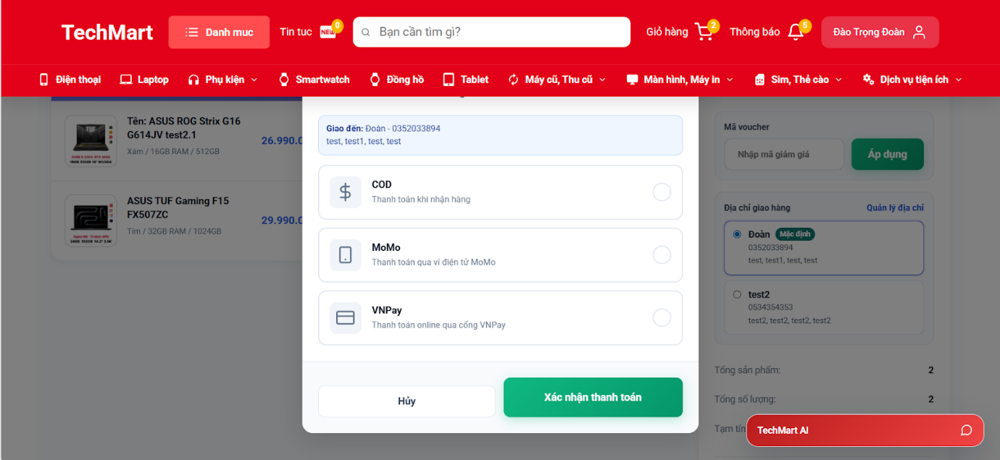 TechMart
Danh mục
Tin tuc
NEW
0
Bạn cần tìm gì?
Giỏ hàng
2
Thông báo
5
Đào Trọng Đoàn
Điện thoại
Laptop
Phụ kiện
Smartwatch
Đồng hồ
Tablet
Máy cũ, Thu cũ
Màn hình, Máy in
Sim, Thẻ cào
Dịch vụ tiện ích
Tên: ASUS ROG Strix G16
G614JV test2.1
Xám / 16GB RAM / 512GB
26.990.0
ASUS TUF Gaming F15
FX507ZC
Tím / 32GB RAM / 1024GB
29.990.0
Giao đến: Đoàn - 0352033894
test, test1, test, test
COD
Thanh toán khi nhận hàng
MoMo
Thanh toán qua ví điện tử MoMo
VNPay
Thanh toán online qua cổng VNPay
Hủy
Xác nhận thanh toán
Mã voucher
Nhập mã giảm giá
Áp dụng
Địa chỉ giao hàng
Quản lý địa chỉ
Đoàn
Mặc định
0352033894
test, test1, test, test
test2
0534354353
test2, test2, test2, test2
Tổng sản phẩm:
2
Tổng số lượng:
2
Tạm tín
TechMart AI